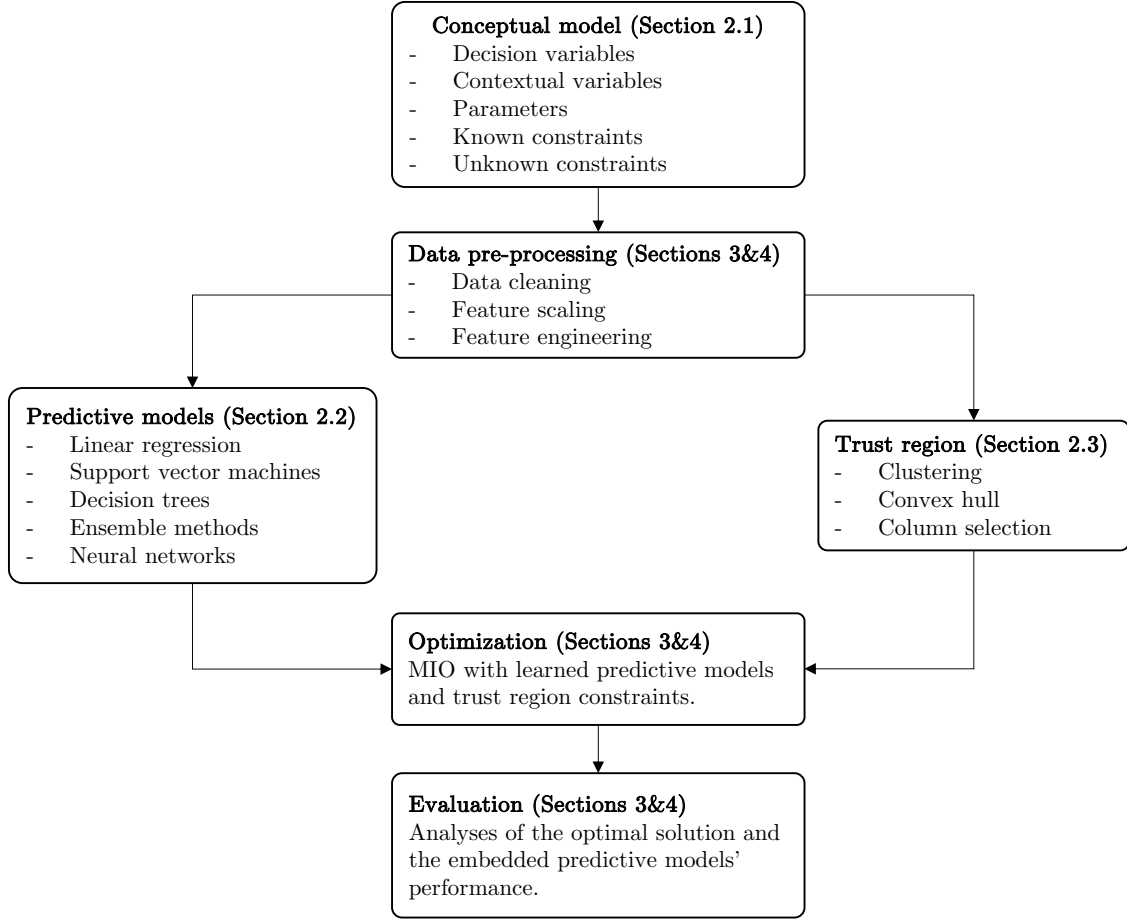 Conceptual model (Section 2.1)
- Decision variables
- Contextual variables
- Parameters
- Known constraints
- Unknown constraints
Data pre-processing (Sections 3&4)
- Data cleaning
- Feature scaling
- Feature engineering
Predictive models (Section 2.2)
- Linear regression
- Support vector machines
- Decision trees
- Ensemble methods
- Neural networks
Trust region (Section 2.3)
- Clustering
- Convex hull
- Column selection
Optimization (Sections 3&4)
MIO with learned predictive models
and trust region constraints.
Evaluation (Sections 3&4)
Analyses of the optimal solution and
the embedded predictive models’
performance.